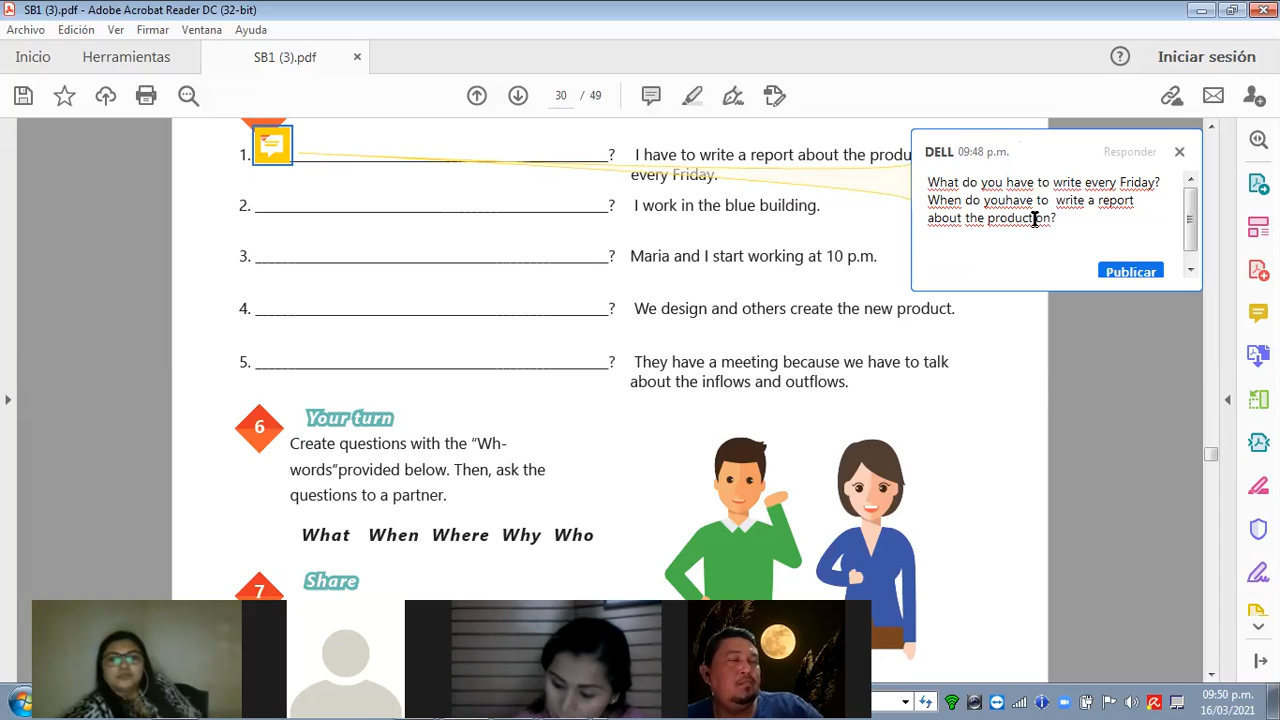 SB1 (3).pdf - Adobe Acrobat Reader DC (32-bit)
Archivo Edición Ver Firmar Ventana Ayuda
Inicio Herramientas SB1 (3).pdf × Iniciar sesión
30 / 49
1. ? I have to write a report about the produ
every Friday.
2. ? I work in the blue building.
3. ? Maria and I start working at 10 p.m.
4. ? We design and others create the new product.
5. ? They have a meeting because we have to talk
about the inflows and outflows.
DELL 09:48 p.m. Responder
What do you have to write every Friday?
When do youhave to write a report
about the production?
Publicar
6 Your turn
Create questions with the “Wh-
words”provided below. Then, ask the
questions to a partner.
What When Where Why Who
7 Share
09:50 p.m.
16/03/2021